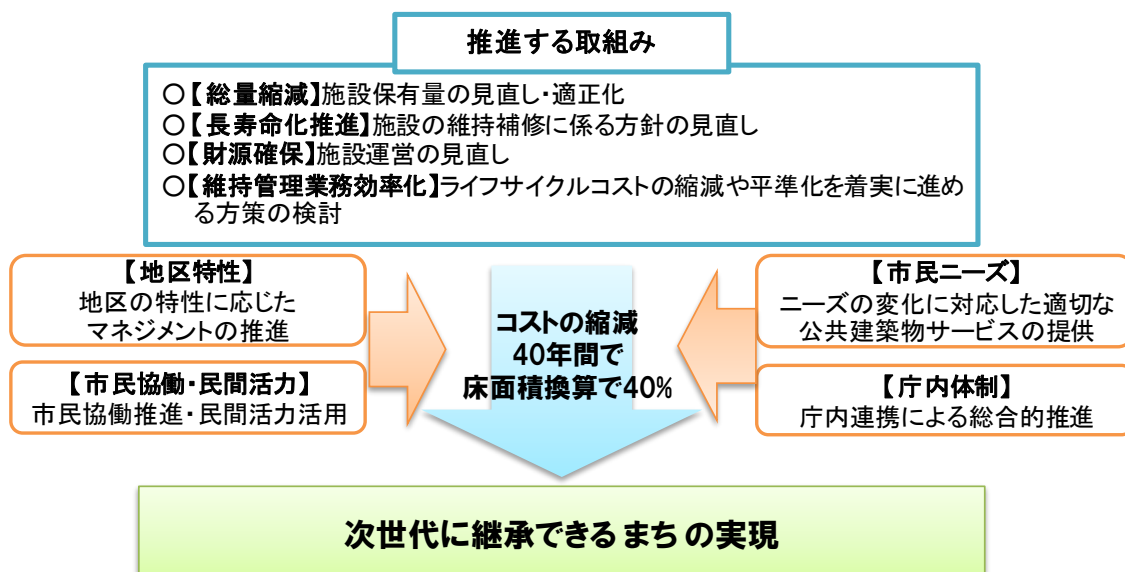 推進する取組み
○【総量縮減】施設保有量の見直し・適正化
○【長寿命化推進】施設の維持補修に係る方針の見直し
○【財源確保】施設運営の見直し
○【維持管理業務効率化】ライフサイクルコストの縮減や平準化を着実に進め
る方策の検討
【地区特性】
地区の特性に応じた
マネジメントの推進
【市民協働・民間活力】
市民協働推進・民間活力活用
コストの縮減
40年間で
床面積換算で40%
【市民ニーズ】
ニーズの変化に対応した適切な
公共建築物サービスの提供
【庁内体制】
庁内連携による総合的推進
次世代に継承できるまちの実現